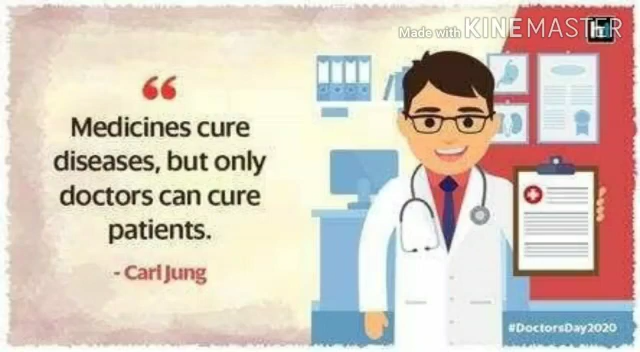 Made with KINEMASTER
Medicines cure
diseases, but only
doctors can cure
patients.
- Carl Jung
#DoctorsDay2020